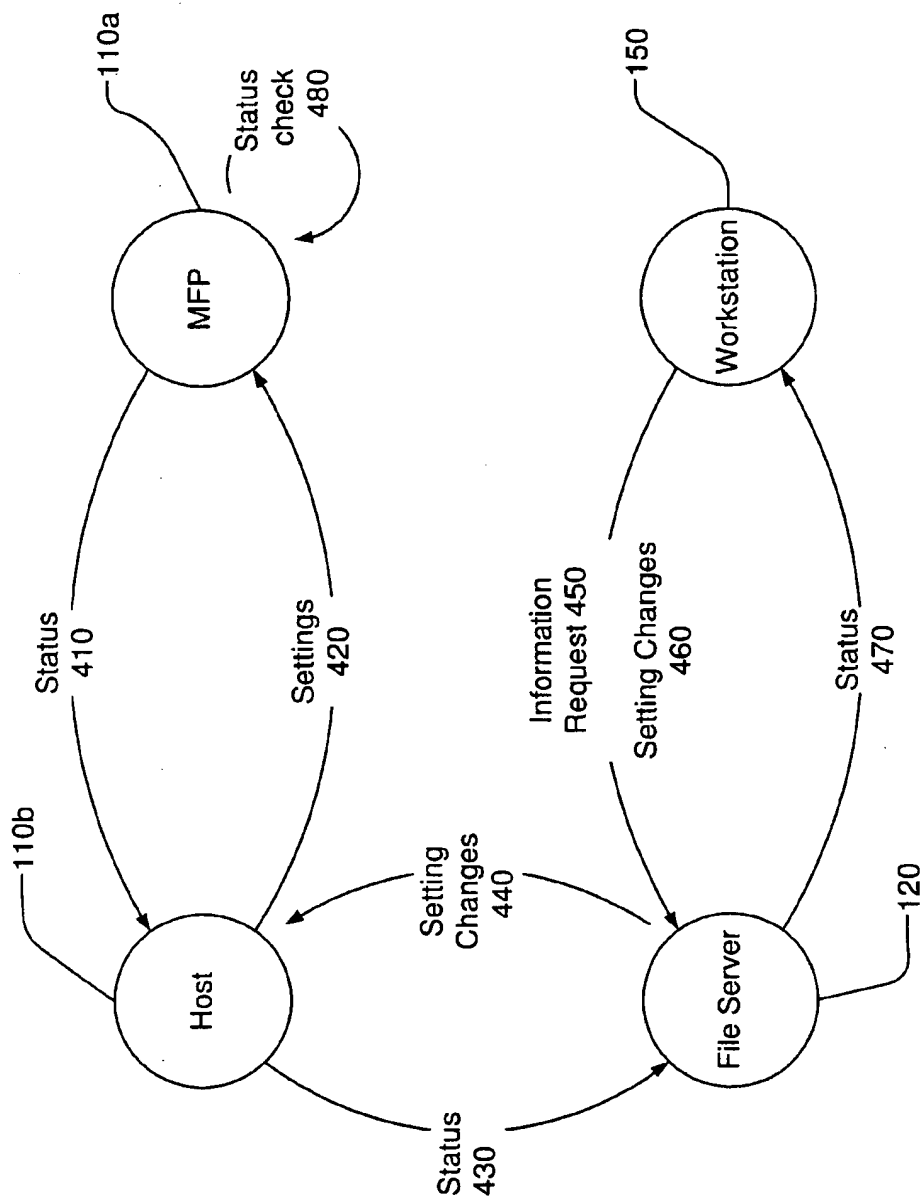 110b
110a
Status
410
Host
MFP
Status
check
480
Settings
420
Status
430
Setting
Changes
440
Information
Request 450
Setting Changes
460
150
File Server
Workstation
Status
470
120